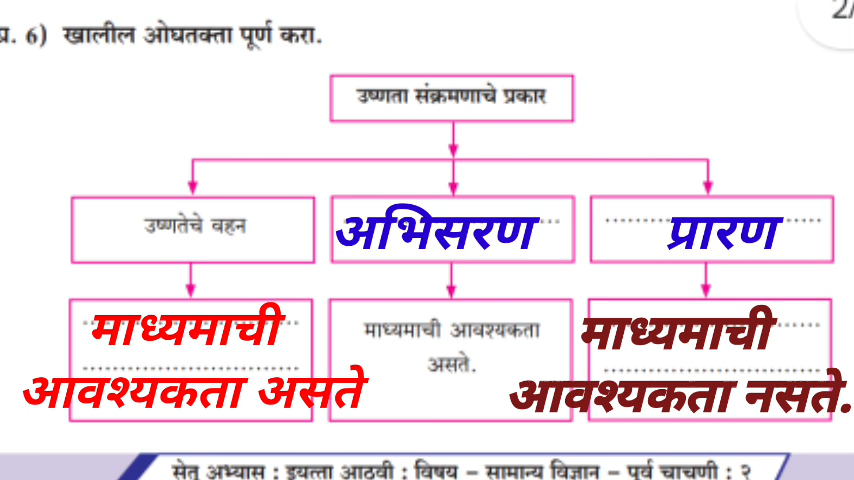 प्र. 6) खालील ओघतक्ता पूर्ण करा.
2/
उष्णता संक्रमणाचे प्रकार
उष्णतेचे वहन
अभिसरण
प्रारण
माध्यमाची
आवश्यकता असते
माध्यमाची आवश्यकता
असते.
माध्यमाची
आवश्यकता नसते.
सेतू अभ्यास : इयत्ता आठवी : विषय – सामान्य विज्ञान – पूर्व चाचणी : २